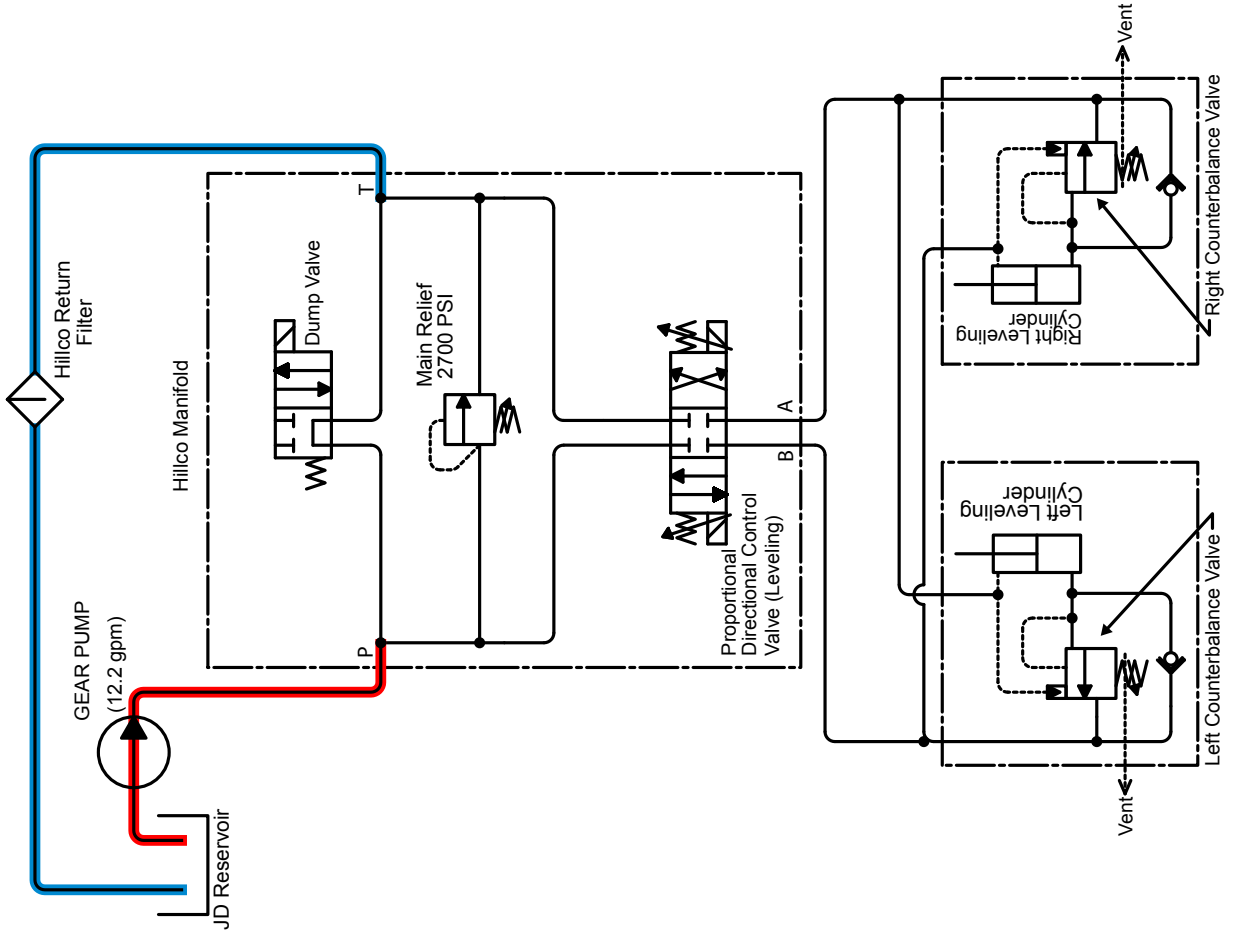 Hillco Return
Filter
GEAR PUMP
(12.2 gpm)
JD Reservoir
Hillco Manifold
T
P
Dump Valve
Main Relief
2700 PSI
A
B
Proportional
Directional Control
Valve (Leveling)
Vent
Right Leveling
Cylinder
Right Counterbalance Valve
Left Leveling
Cylinder
Left Counterbalance Valve
Vent